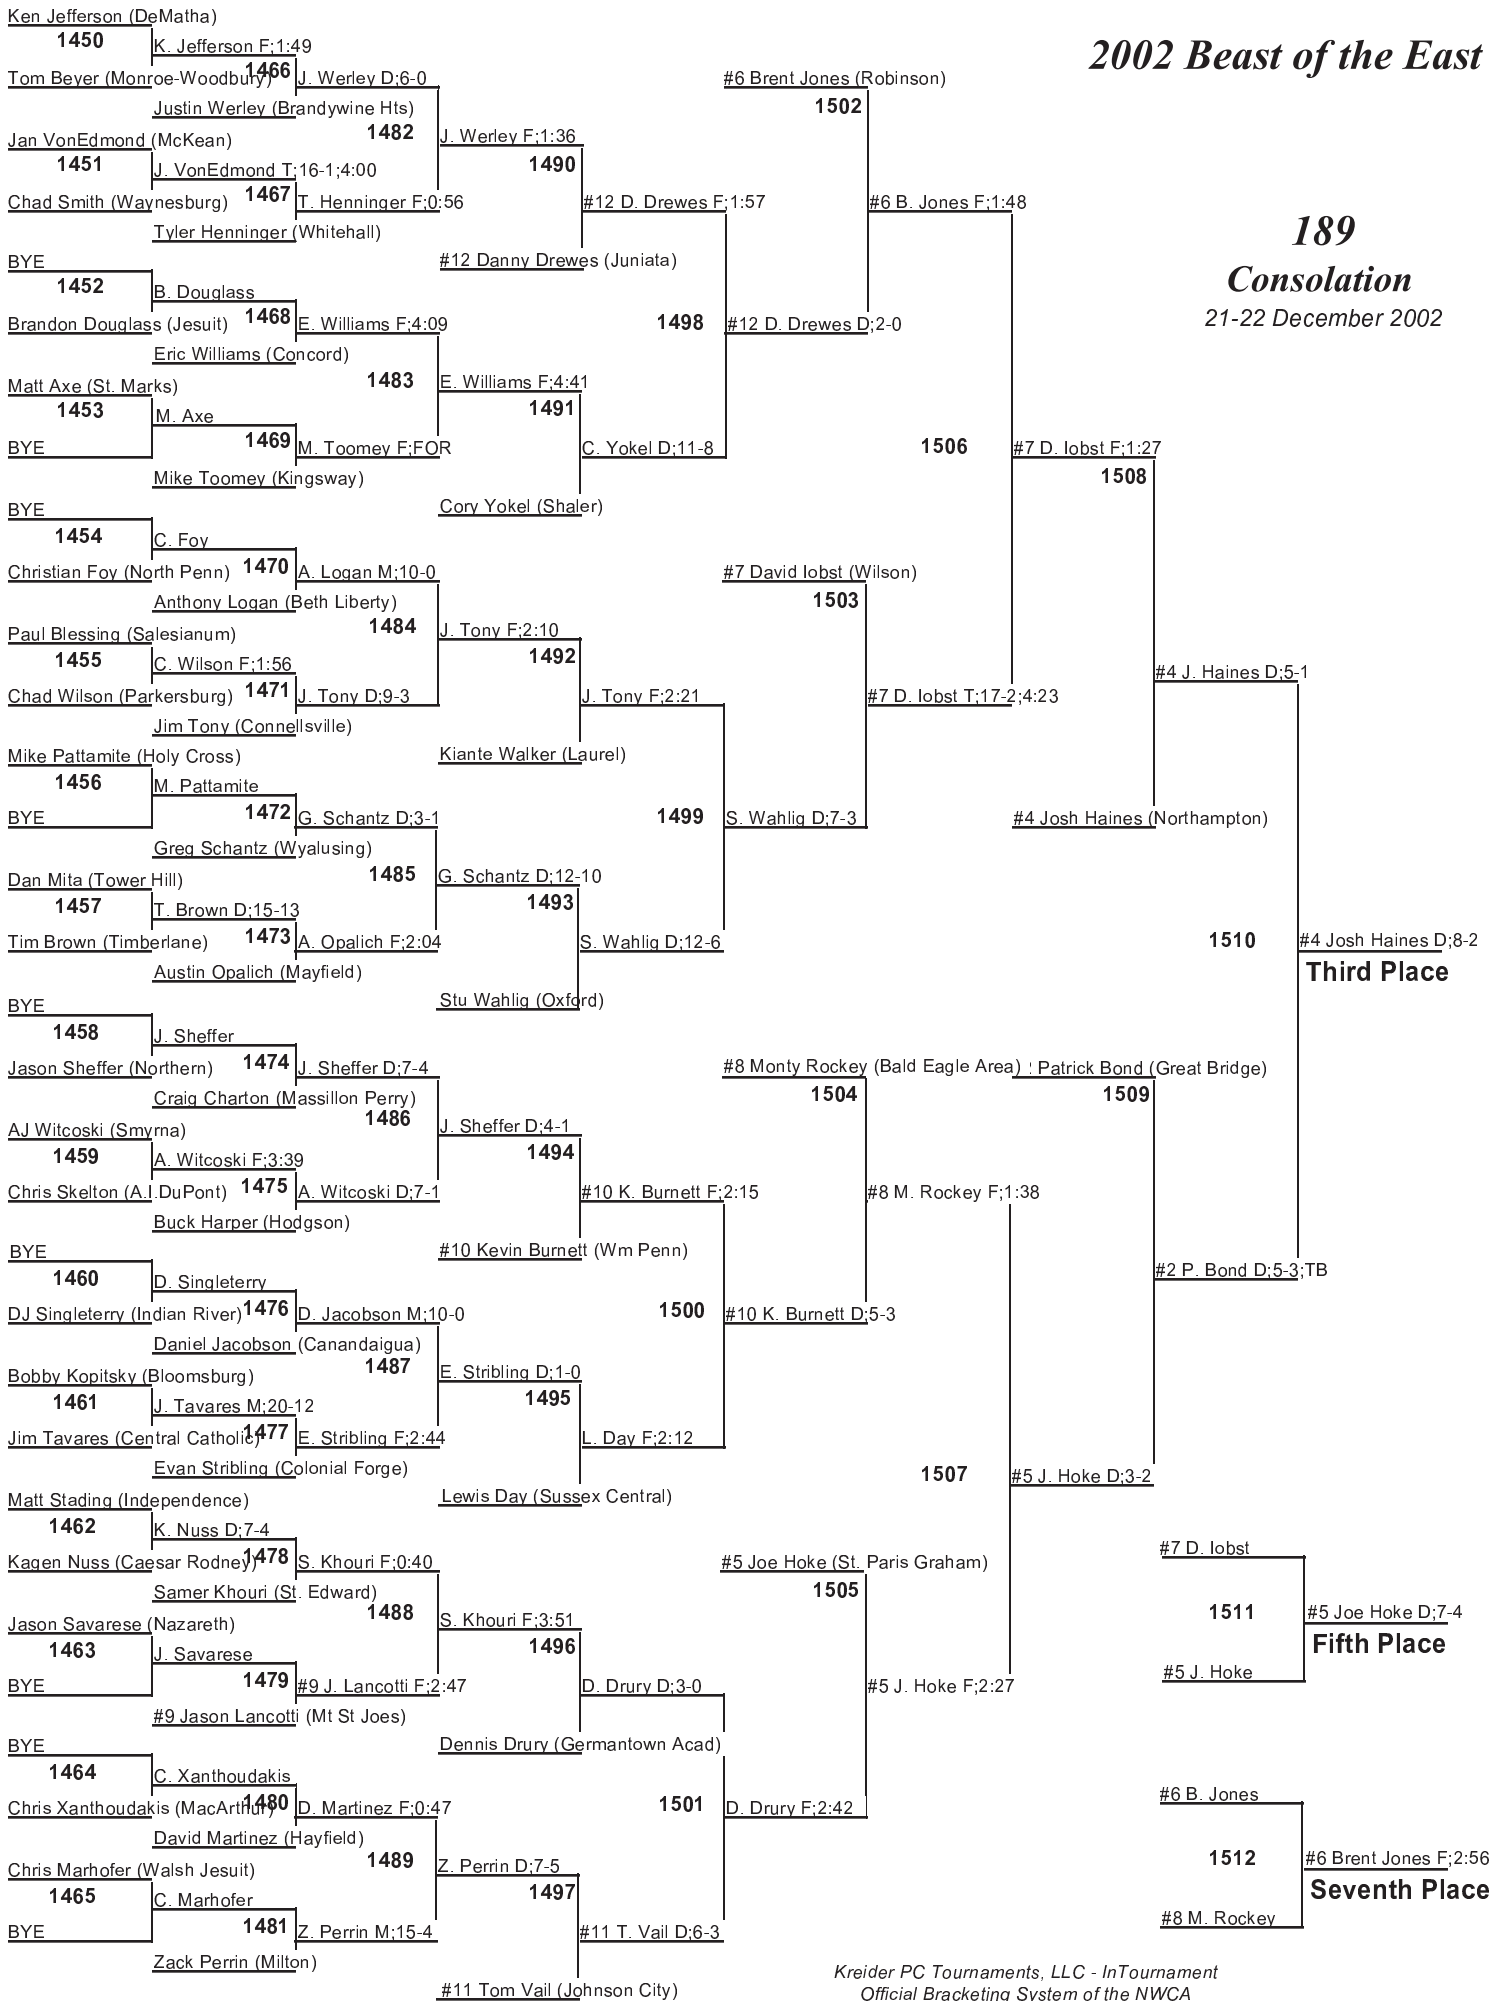 Ken Jefferson (DeMatha)
1450
K. Jefferson F;1:49
Tom Beyer (Monroe-Woodbury)
1466
J. Werley D;6-0
Justin Werley (Brandywine Hts)
1482
Jan VonEdmond (McKean)
1451
J. VonEdmond T;16-1;4:00
Chad Smith (Waynesburg)
1467
T. Henninger F;0:56
Tyler Henninger (Whitehall)
J. Werley F;1:36
1490
#12 D. Drewes F;1:57
#12 Danny Drewes (Juniata)
BYE
1452
B. Douglass
Brandon Douglass (Jesuit)
1468
E. Williams F;4:09
Eric Williams (Concord)
1483
Matt Axe (St. Marks)
1453
M. Axe
BYE
1469
M. Toomey F;FOR
Mike Toomey (Kingsway)
E. Williams F;4:41
1491
C. Yokel D;11-8
Cory Yokel (Shaler)
1498
#12 D. Drewes D;2-0
#6 Brent Jones (Robinson)
1502
#6 B. Jones F;1:48
2002 Beast of the East
189
Consolation
21-22 December 2002
BYE
1454
C. Foy
Christian Foy (North Penn)
1470
A. Logan M;10-0
Anthony Logan (Beth Liberty)
1484
Paul Blessing (Salesianum)
1455
C. Wilson F;1:56
Chad Wilson (Parkersburg)
1471
J. Tony D;9-3
Jim Tony (Connellsville)
J. Tony F;2:10
1492
J. Tony F;2:21
Kiante Walker (Laurel)
Mike Pattamite (Holy Cross)
1456
M. Pattamite
BYE
1472
G. Schantz D;3-1
Greg Schantz (Wyalusing)
1485
Dan Mita (Tower Hill)
1457
T. Brown D;15-13
Tim Brown (Timberlane)
1473
A. Opalich F;2:04
Austin Opalich (Mayfield)
G. Schantz D;12-10
1493
S. Wahlig D;12-6
Stu Wahlig (Oxford)
1499
S. Wahlig D;7-3
#7 David Iobst (Wilson)
1503
#7 D. Iobst T;17-2;4:23
1506
#7 D. Iobst F;1:27
1508
#4 J. Haines D;5-1
#4 Josh Haines (Northampton)
1510
#4 Josh Haines D;8-2
Third Place
BYE
1458
J. Sheffer
Jason Sheffer (Northern)
1474
J. Sheffer D;7-4
Craig Charton (Massillon Perry)
1486
AJ Witcoski (Smyrna)
1459
A. Witcoski F;3:39
Chris Skelton (A.I.DuPont)
1475
A. Witcoski D;7-1
Buck Harper (Hodgson)
J. Sheffer D;4-1
1494
#10 K. Burnett F;2:15
#10 Kevin Burnett (Wm Penn)
BYE
1460
D. Singleterry
DJ Singleterry (Indian River)
1476
D. Jacobson M;10-0
Daniel Jacobson (Canandaigua)
1487
Bobby Kopitsky (Bloomsburg)
1461
J. Tavares M;20-12
Jim Tavares (Central Catholic)
1477
E. Stribling F;2:44
Evan Stribling (Colonial Forge)
E. Stribling D;1-0
1495
L. Day F;2:12
Lewis Day (Sussex Central)
1500
#10 K. Burnett D;5-3
#8 Monty Rockey (Bald Eagle Area)
1504
#8 M. Rockey F;1:38
Patrick Bond (Great Bridge)
1509
#2 P. Bond D;5-3;TB
Matt Stading (Independence)
1462
K. Nuss D;7-4
Kagen Nuss (Caesar Rodney)
1478
S. Khouri F;0:40
Samer Khouri (St. Edward)
1488
Jason Savarese (Nazareth)
1463
J. Savarese
BYE
1479
#9 J. Lancotti F;2:47
#9 Jason Lancotti (Mt St Joes)
S. Khouri F;3:51
1496
D. Drury D;3-0
Dennis Drury (Germantown Acad)
BYE
1464
C. Xanthoudakis
Chris Xanthoudakis (MacArthur)
1480
D. Martinez F;0:47
David Martinez (Hayfield)
1489
Chris Marhofer (Walsh Jesuit)
1465
C. Marhofer
BYE
1481
Z. Perrin M;15-4
Zack Perrin (Milton)
Z. Perrin D;7-5
1497
#11 T. Vail D;6-3
#11 Tom Vail (Johnson City)
1501
D. Drury F;2:42
#5 Joe Hoke (St. Paris Graham)
1505
#5 J. Hoke F;2:27
1507
#5 J. Hoke D;3-2
#7 D. Iobst
1511
#5 Joe Hoke D;7-4
Fifth Place
#5 J. Hoke
#6 B. Jones
1512
#6 Brent Jones F;2:56
Seventh Place
#8 M. Rockey
Kreider PC Tournaments, LLC - InTournament
Official Bracketing System of the NWCA